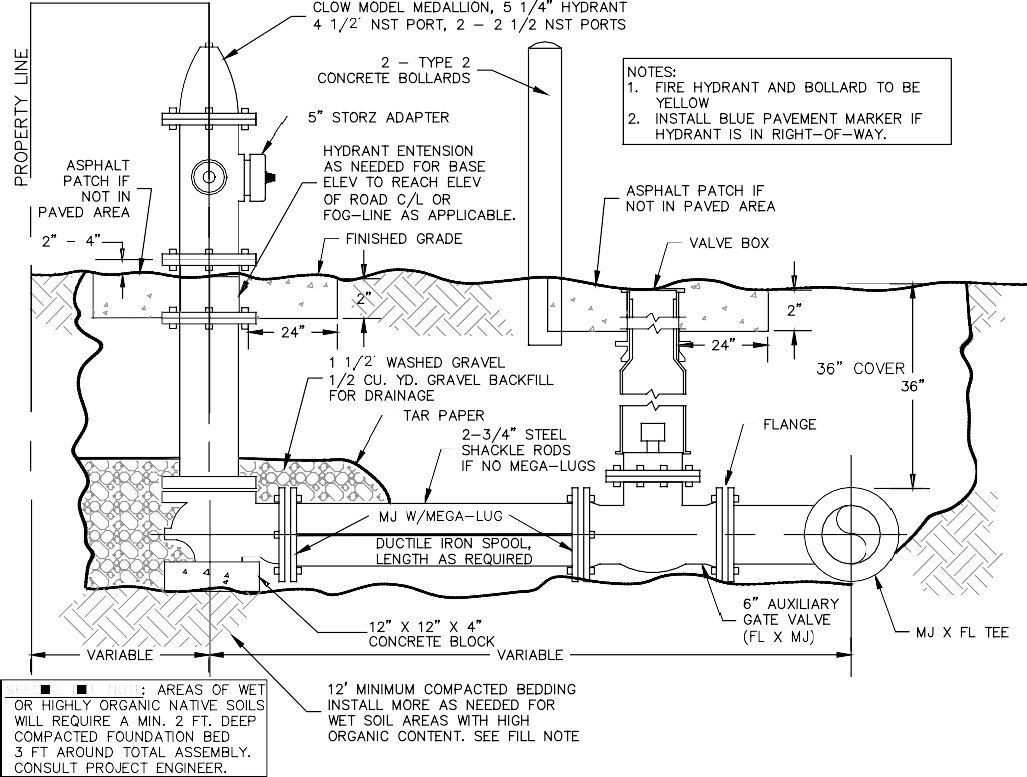 CLOW MODEL MEDALLION, 5 1/4" HYDRANT
4 1/2' NST PORT, 2 – 2 1/2 NST PORTS
2 – TYPE 2
CONCRETE BOLLARDS
NOTES:
1. FIRE HYDRANT AND BOLLARD TO BE
YELLOW
2. INSTALL BLUE PAVEMENT MARKER IF
HYDRANT IS IN RIGHT–OF–WAY.
PROPERTY LINE
5" STORZ ADAPTER
HYDRANT ENTENSION
AS NEEDED FOR BASE
ELEV TO REACH ELEV
OF ROAD C/L OR
FOG–LINE AS APPLICABLE.
ASPHALT
PATCH IF
NOT IN
PAVED AREA
ASPHALT PATCH IF
NOT IN PAVED AREA
2" – 4"
FINISHED GRADE
VALVE BOX
2"
2"
24"
24"
36" COVER
36"
1 1/2' WASHED GRAVEL
1/2 CU. YD. GRAVEL BACKFILL
FOR DRAINAGE
TAR PAPER
2–3/4" STEEL
SHACKLE RODS
IF NO MEGA–LUGS
FLANGE
MJ W/MEGA–LUG
DUCTILE IRON SPOOL,
LENGTH AS REQUIRED
6" AUXILIARY
GATE VALVE
(FL X MJ)
MJ X FL TEE
12" X 12" X 4"
CONCRETE BLOCK
VARIABLE
VARIABLE
12' MINIMUM COMPACTED BEDDING
INSTALL MORE AS NEEDED FOR
WET SOIL AREAS WITH HIGH
ORGANIC CONTENT. SEE FILL NOTE
NOTE: AREAS OF WET
OR HIGHLY ORGANIC NATIVE SOILS
WILL REQUIRE A MIN. 2 FT. DEEP
COMPACTED FOUNDATION BED
3 FT AROUND TOTAL ASSEMBLY.
CONSULT PROJECT ENGINEER.